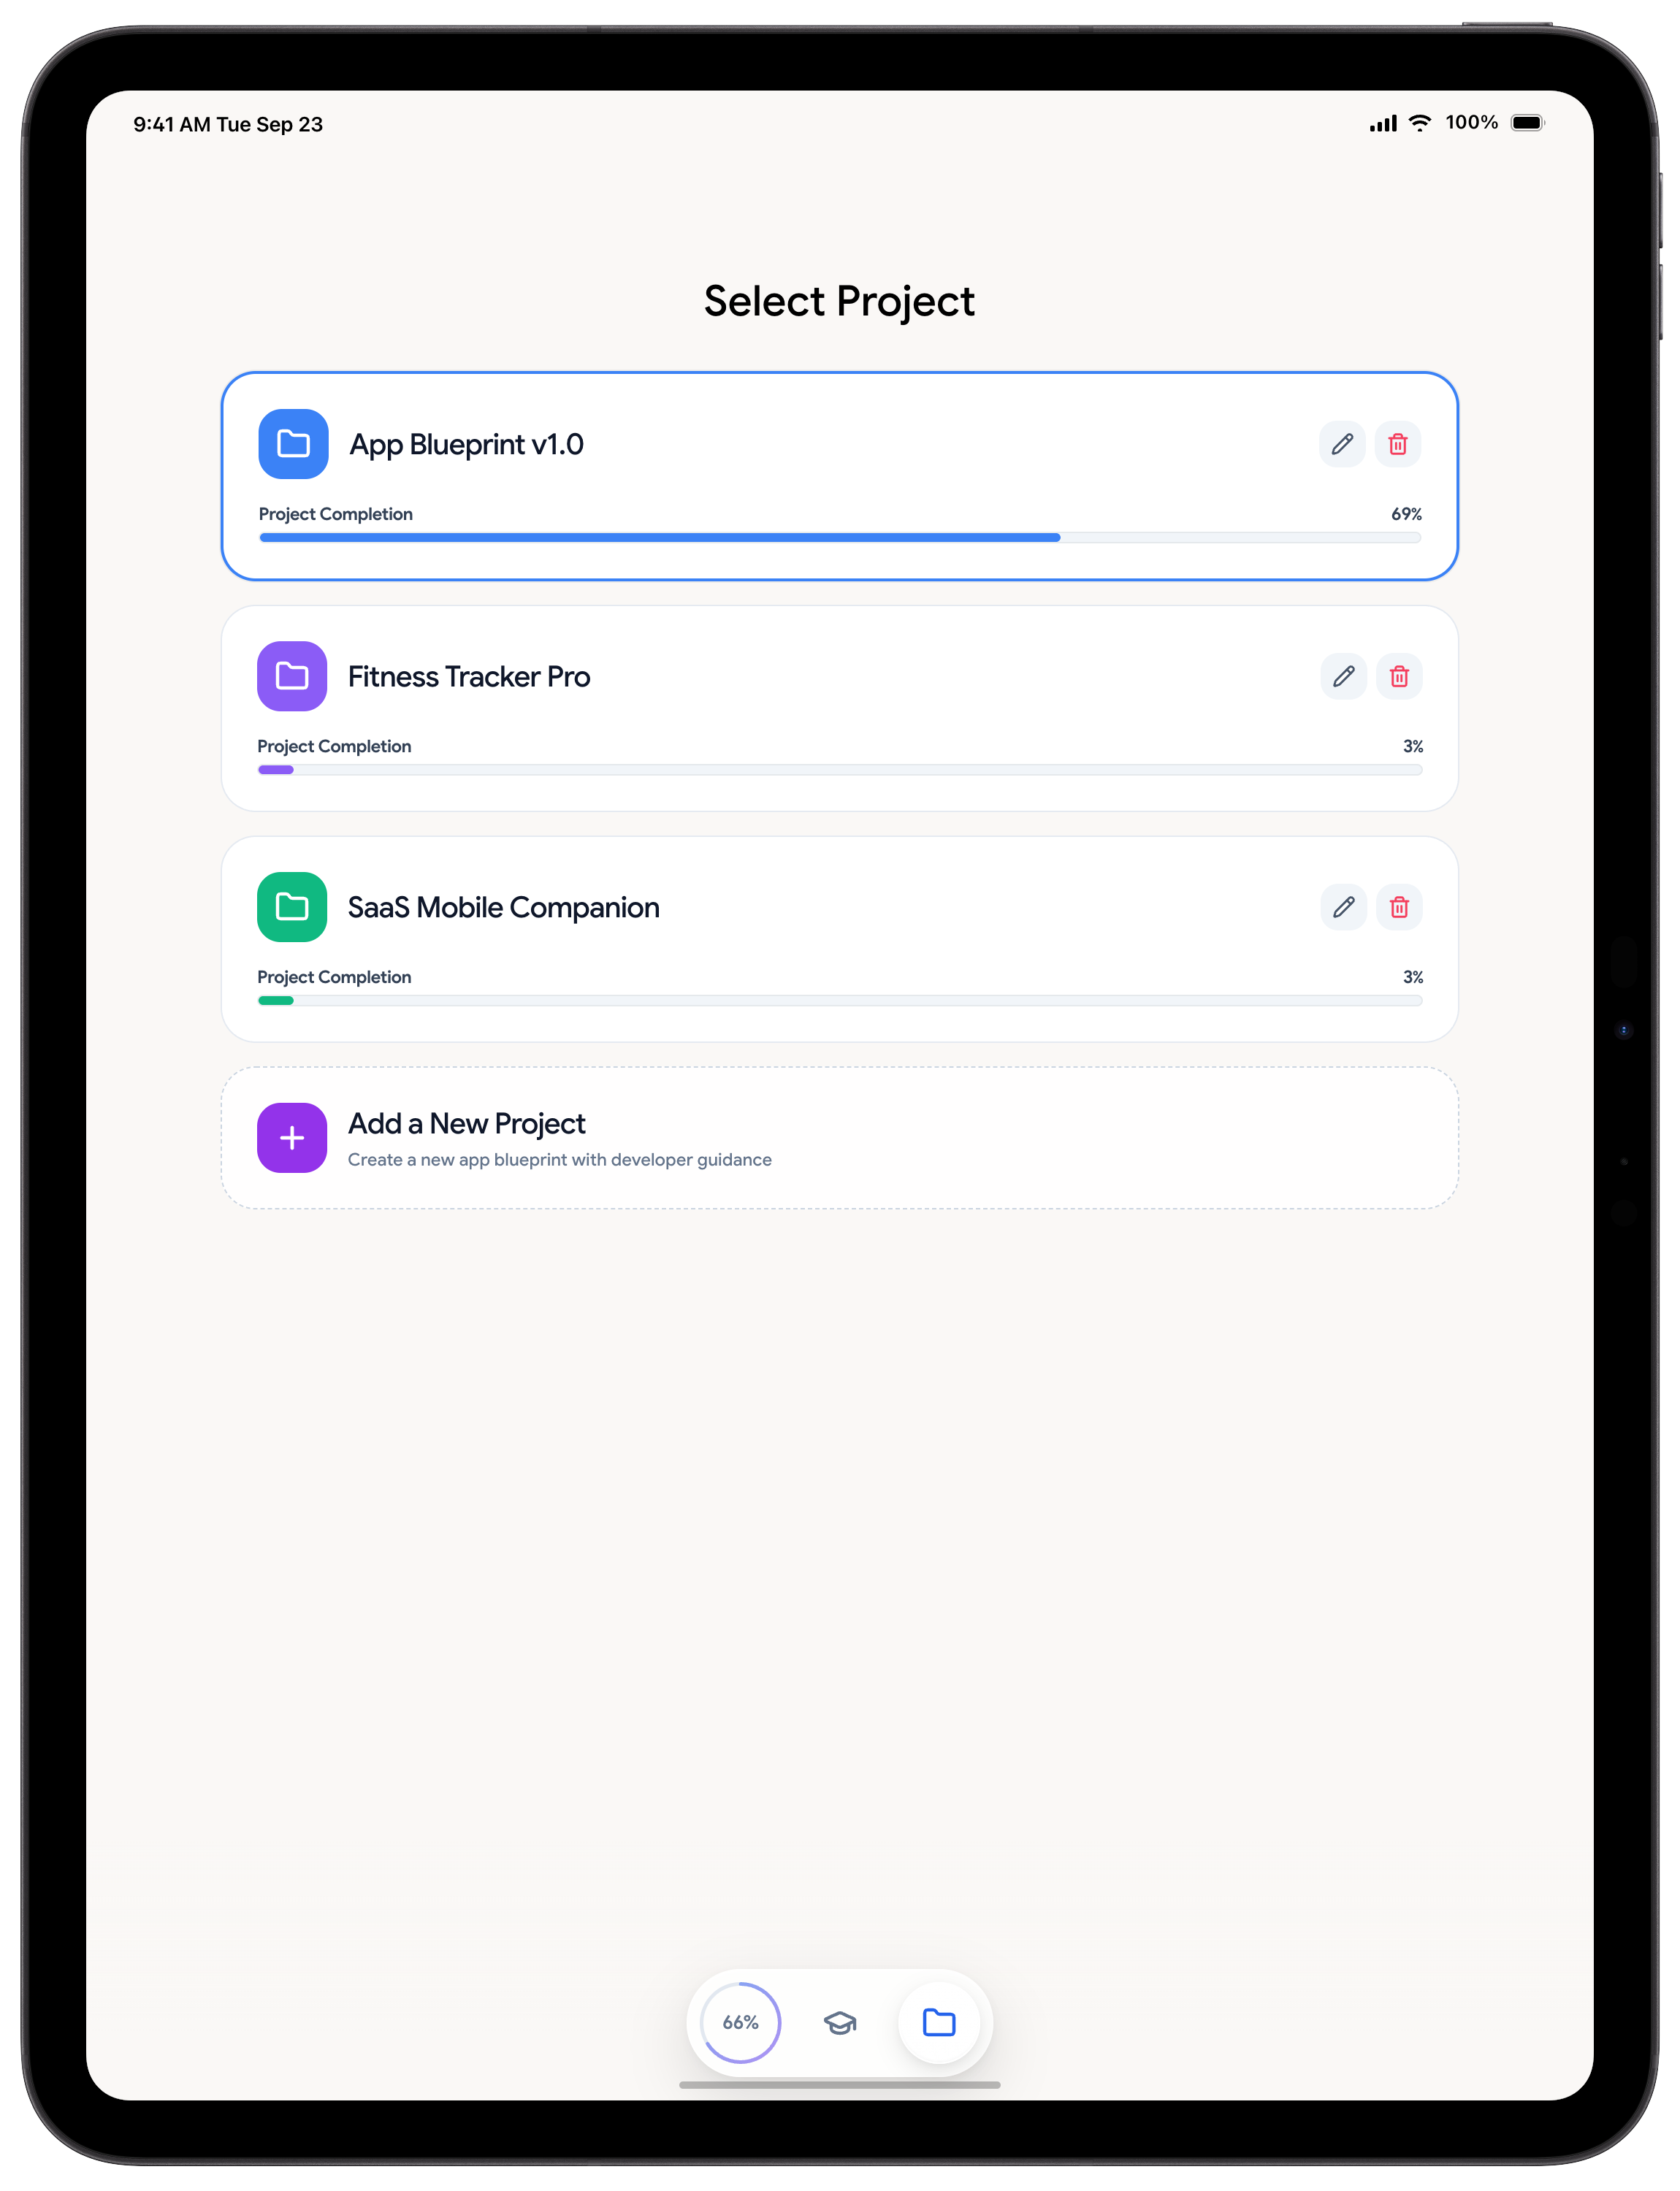 9:41 AM Tue Sep 23
100%
Select Project
App Blueprint v1.0
Project Completion
69%
Fitness Tracker Pro
Project Completion
3%
SaaS Mobile Companion
Project Completion
3%
Add a New Project
Create a new app blueprint with developer guidance
66%